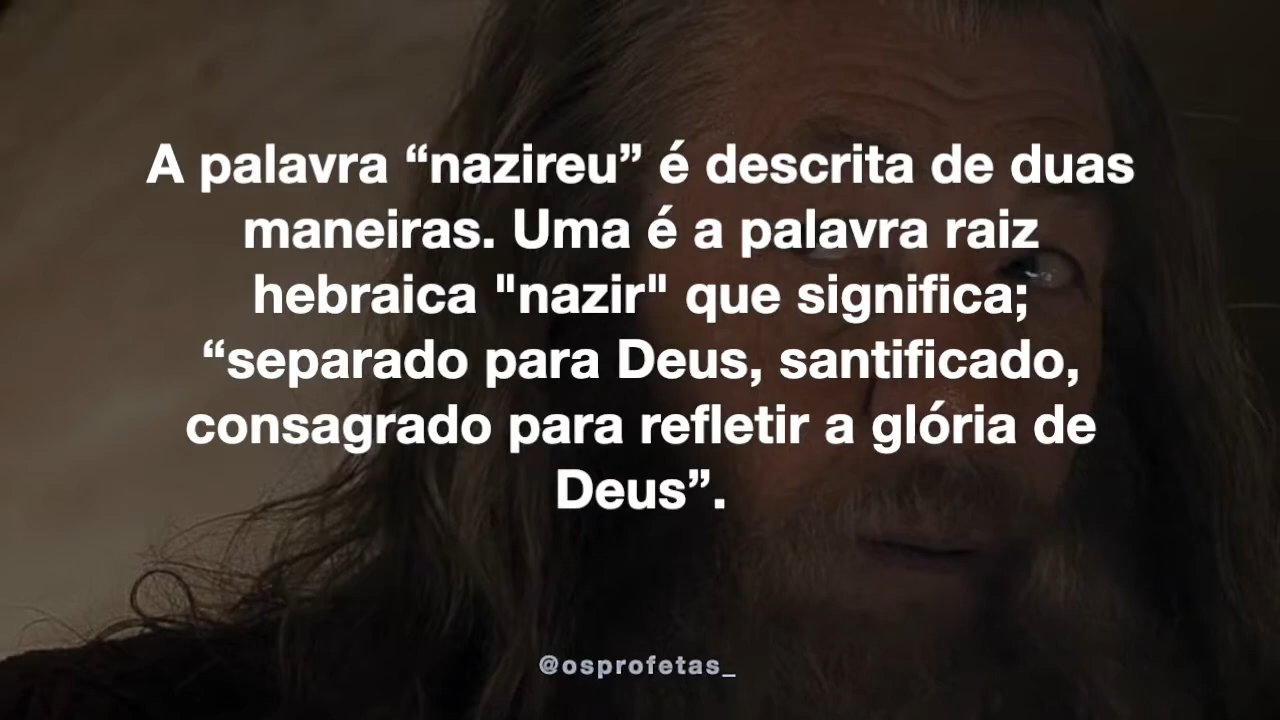 A palavra “nazireu” é descrita de duas
maneiras. Uma é a palavra raiz
hebraica "nazir" que significa;
“separado para Deus, santificado,
consagrado para refletir a glória de
Deus”.
@osprofetas_